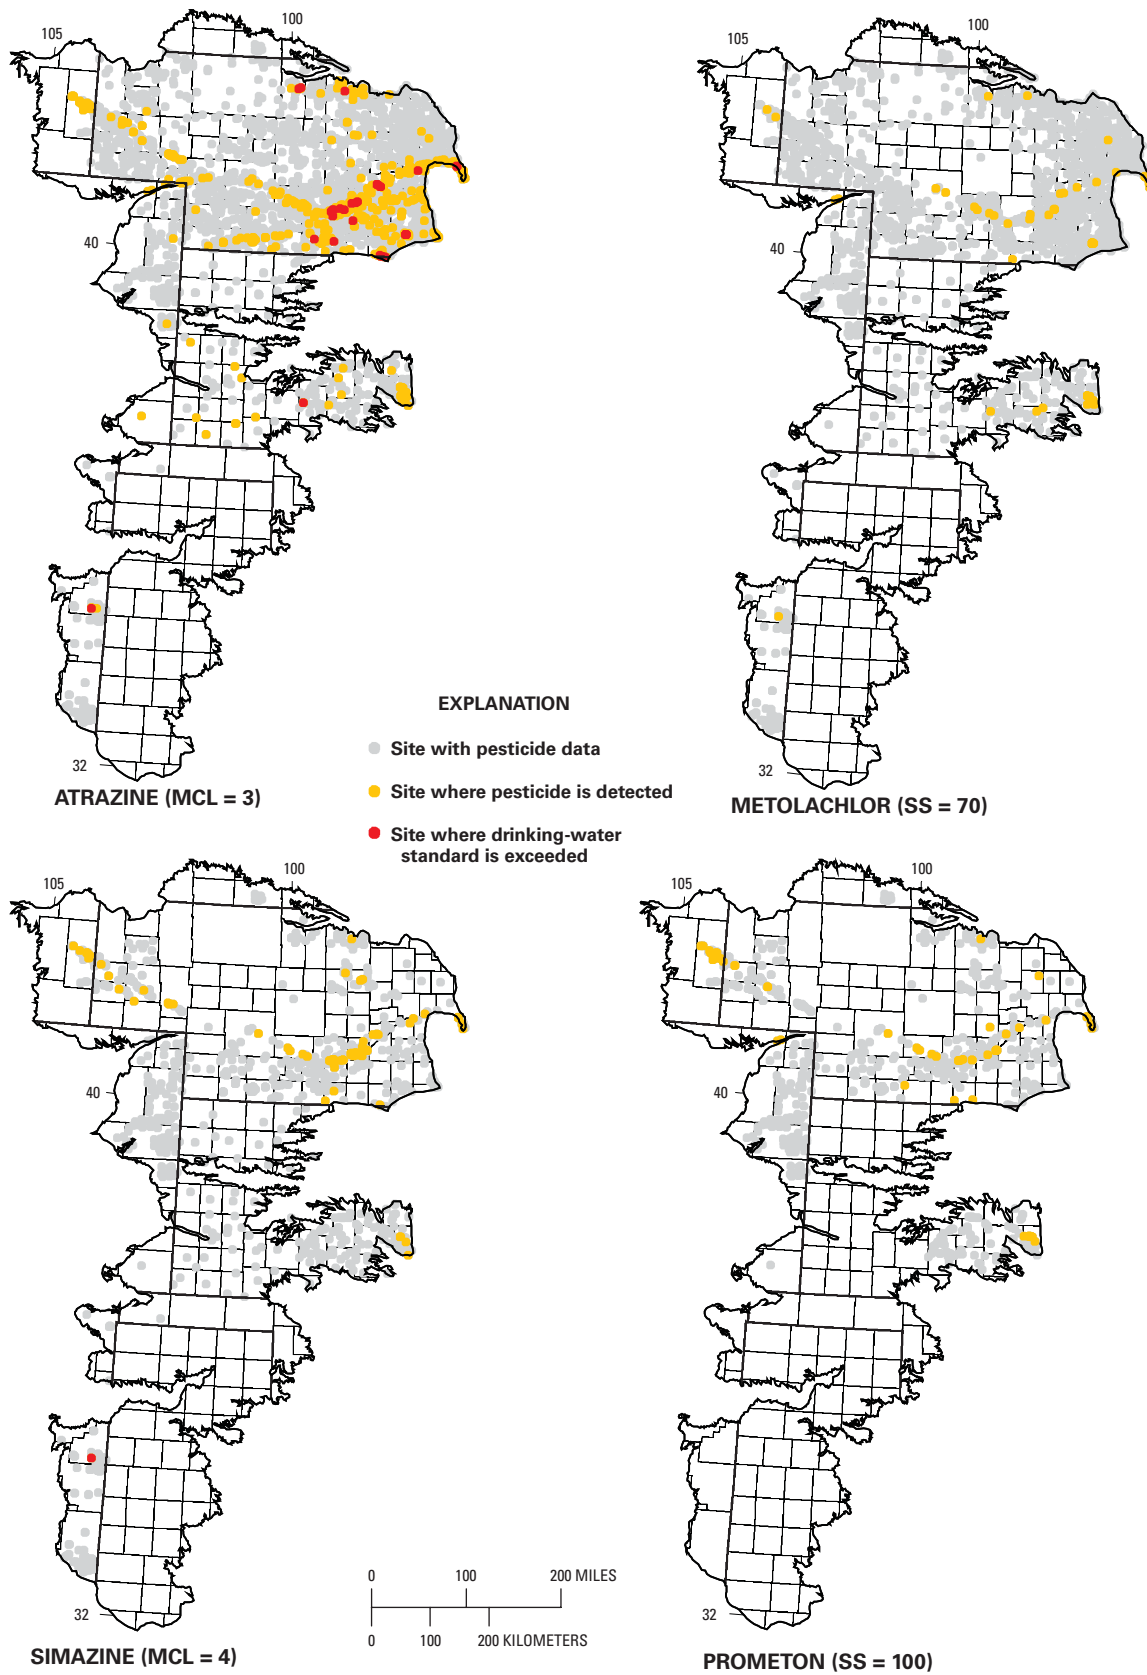 105
100
40
32
ATRAZINE (MCL = 3)
105
100
40
32
METOLACHLOR (SS = 70)
EXPLANATION
Site with pesticide data
Site where pesticide is detected
Site where drinking-water
standard is exceeded
105
100
40
32
SIMAZINE (MCL = 4)
0 100 200 MILES
0 100 200 KILOMETERS
105
100
40
32
PROMETON (SS = 100)